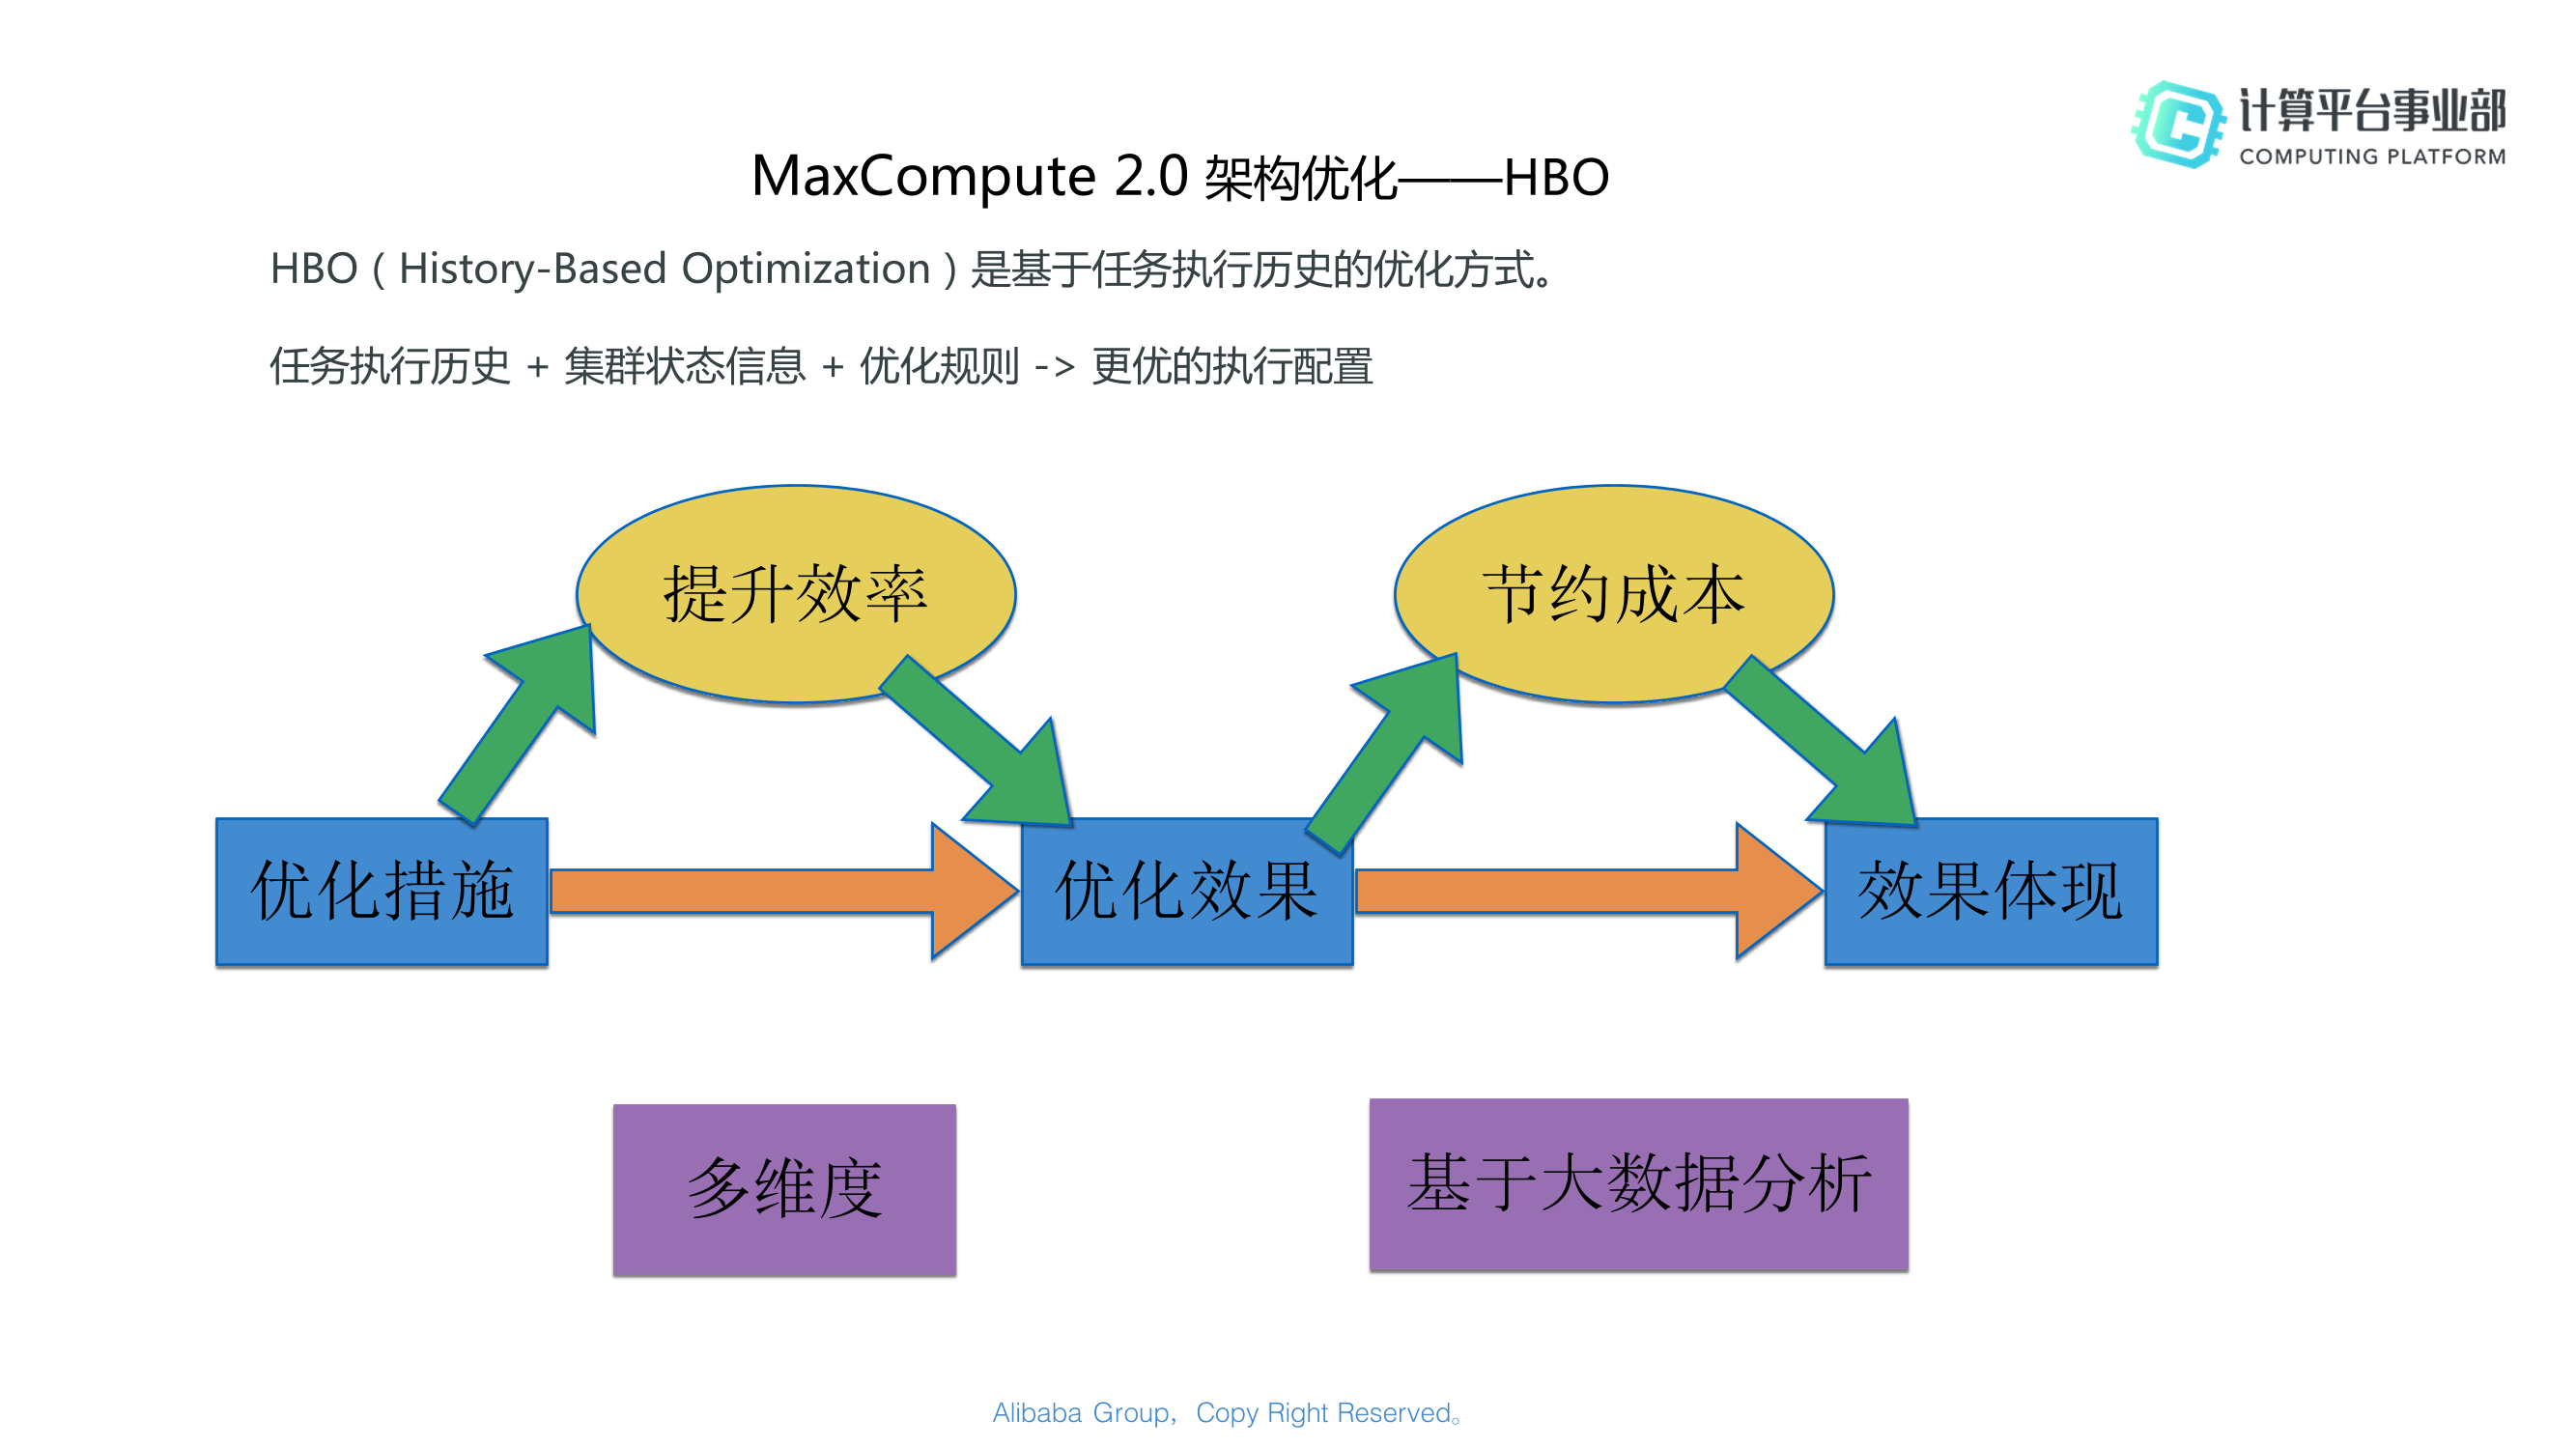 计算平台事业部
COMPUTING PLATFORM
MaxCompute 2.0 架构优化——HBO
HBO（History-Based Optimization）是基于任务执行历史的优化方式。
任务执行历史 + 集群状态信息 + 优化规则 -> 更优的执行配置
提升效率
节约成本
优化措施
优化效果
效果体现
多维度
基于大数据分析
Alibaba Group， Copy Right Reserved。